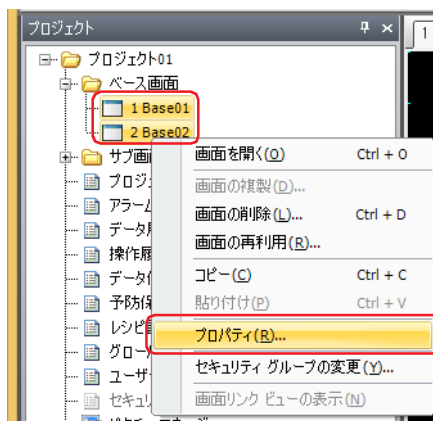 プロジェクト
1
プロジェクト01
ベース画面
1 Base01
2 Base02
サブ画
画面を開く(O) Ctrl + O
プロジ
画面の複製(D)...
アラーム
画面の削除(L)... Ctrl + D
データ
画面の再利用(R)...
操作履
データ
コピー(C) Ctrl + C
予防保
貼り付け(P) Ctrl + V
レシピ
プロパティ(R)...
グロー
ユーザー
セキュリティ グループの変更(Y)...
セキュリ
画面リンク ビューの表示(N)